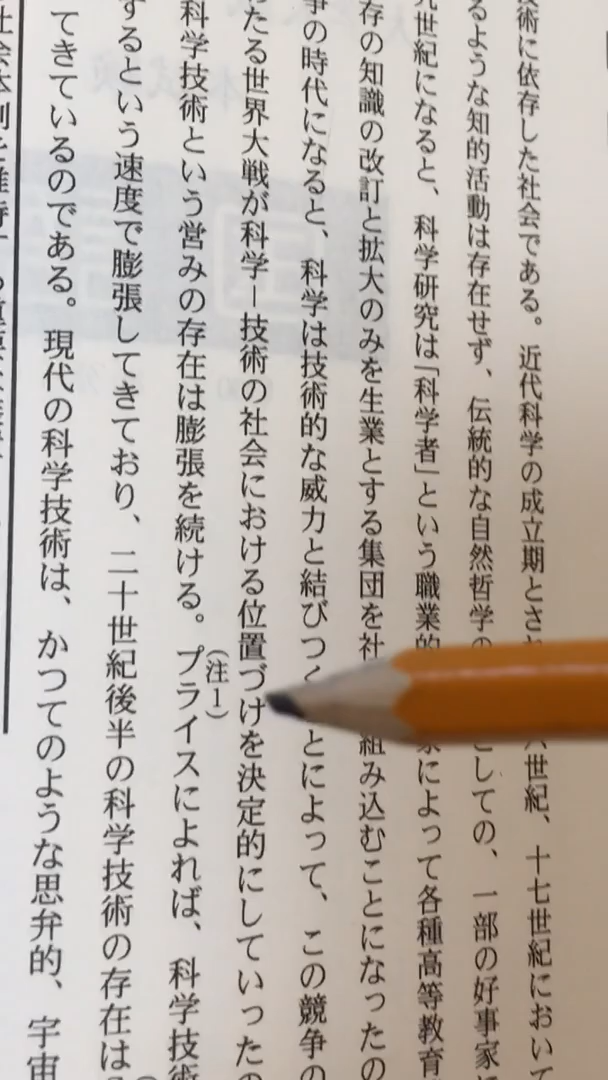 技術に依存した社会である。近代科学の成立期とさ 世紀、十七世紀において
るような知的活動は存在せず、伝統的な自然哲学の としての、一部の好事家
九世紀になると、科学研究は「科学者」という職業的 によって各種高等教育
存の知識の改訂と拡大のみを生業とする集団を社 組み込むことになったの
争の時代になると、科学は技術的な威力と結びつく とによって、この競争の
たる世界大戦が科学―技術の社会における位置づけを決定的にしていったの
科学技術という営みの存在は膨張を続ける。プライスによれば、科学技術
(注1)
するという速度で膨張してきており、二十世紀後半の科学技術の存在は
てきているのである。現代の科学技術は、かつてのような思弁的、宇宙